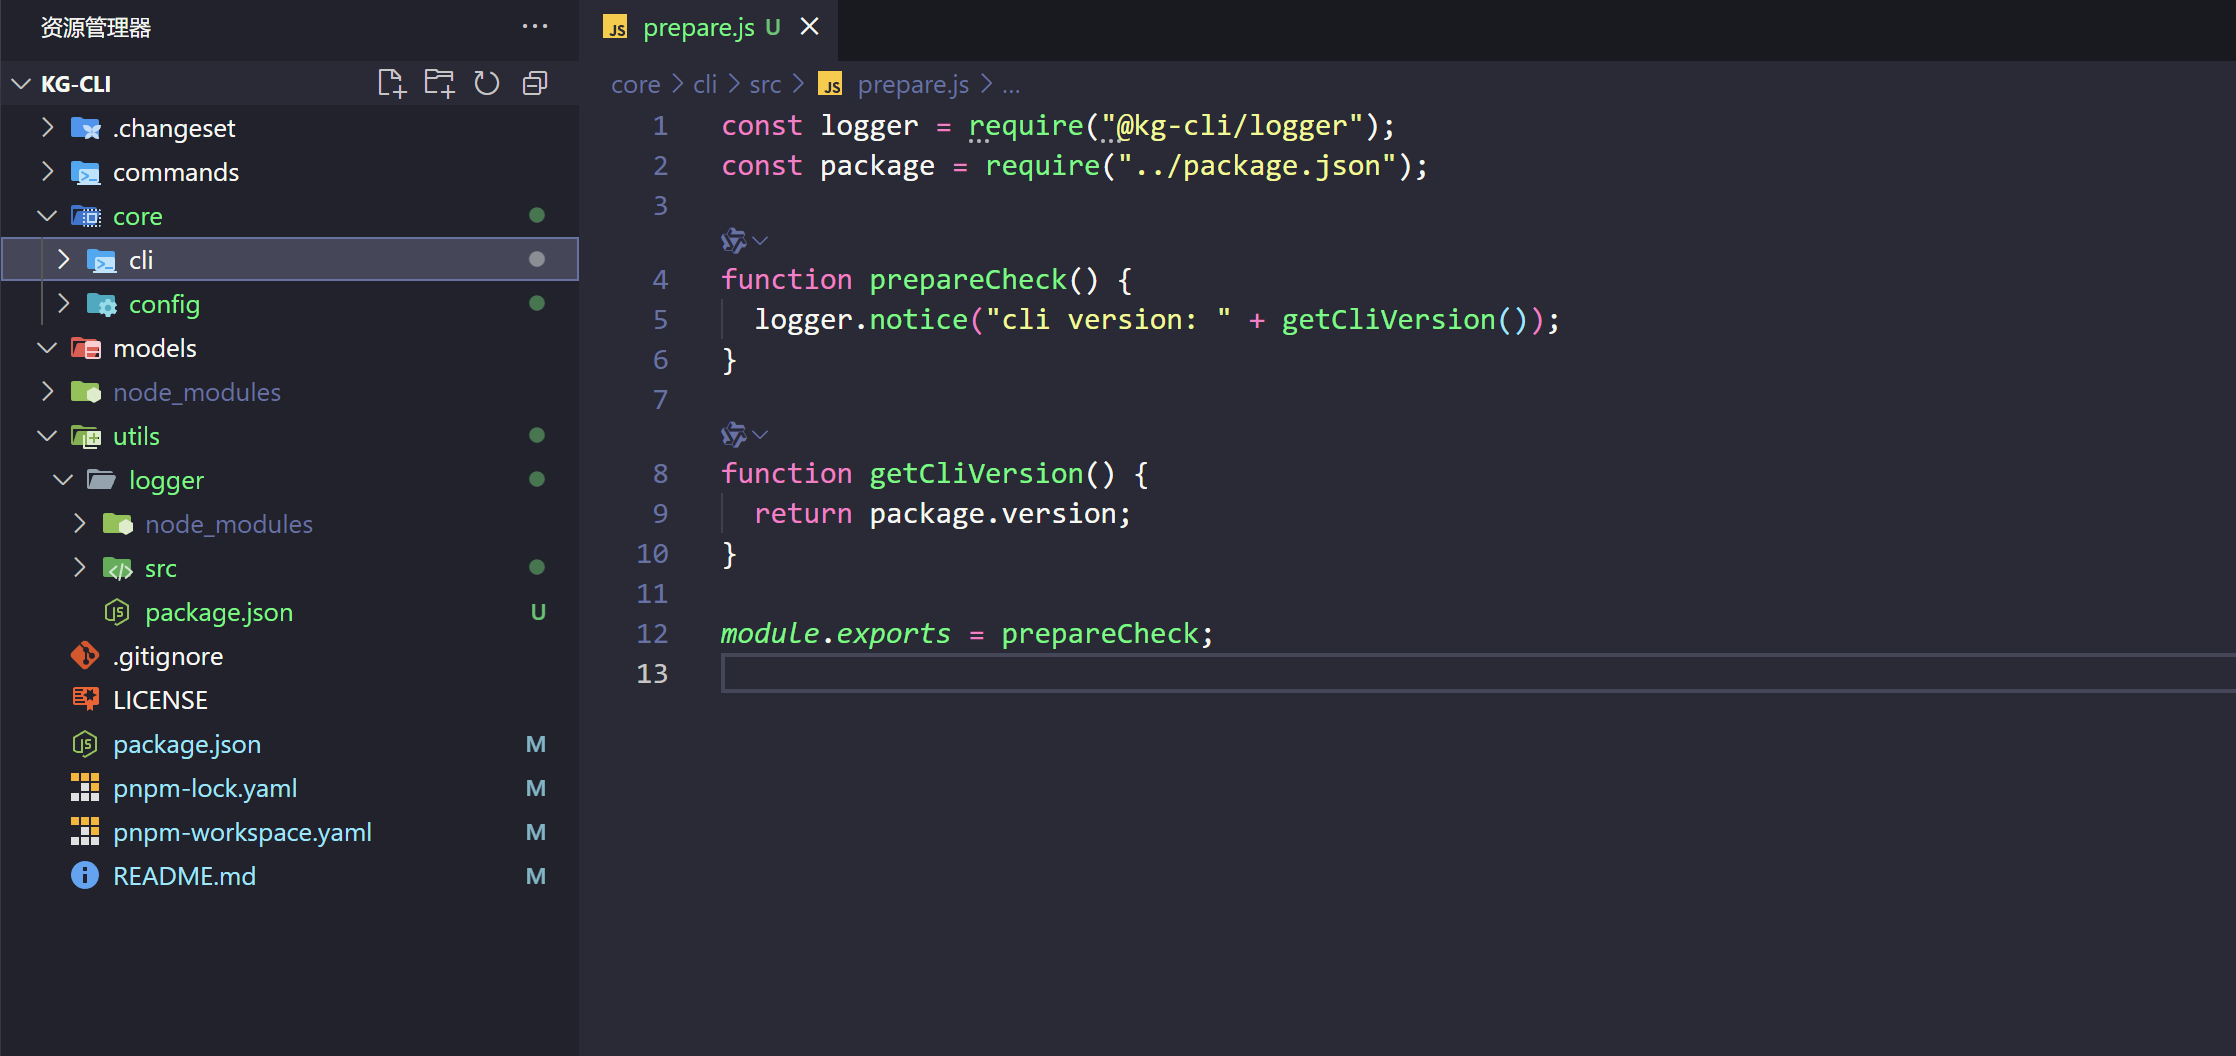 资源管理器
KG-CLI
.changeset
commands
core
cli
config
models
node_modules
utils
logger
node_modules
src
package.json U
.gitignore
LICENSE
package.json M
pnpm-lock.yaml M
pnpm-workspace.yaml M
README.md M
JS prepare.js U
core > cli > src > JS prepare.js > ...
1 const logger = require("@kg-cli/logger");
2 const package = require("../package.json");
3
4 function prepareCheck() {
5 logger.notice("cli version: " + getCliVersion());
6 }
7
8 function getCliVersion() {
9 return package.version;
10 }
11
12 module.exports = prepareCheck;
13